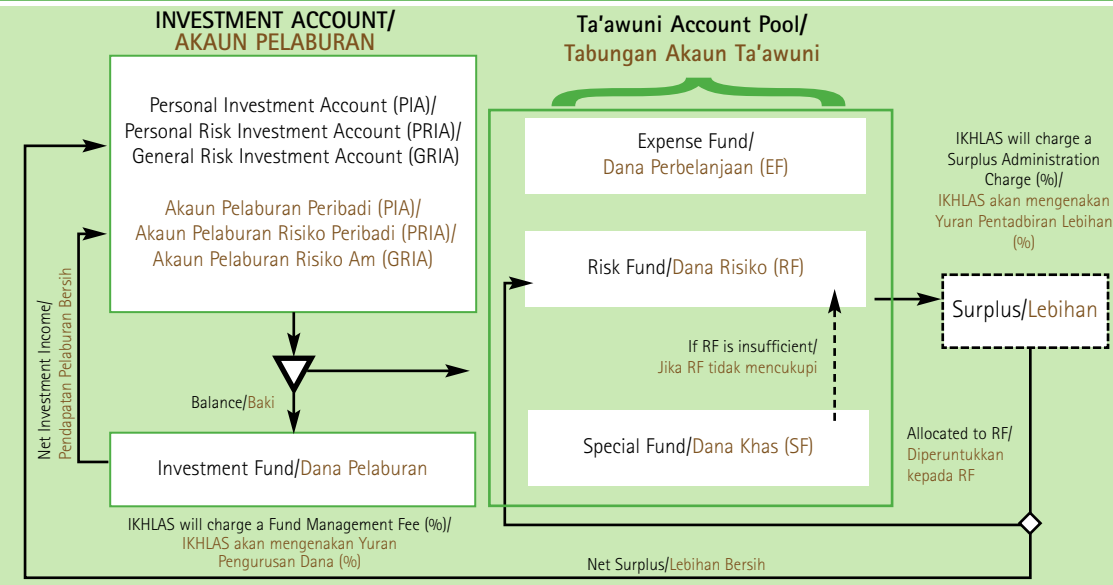 INVESTMENT ACCOUNT/
AKAUN PELABURAN
Personal Investment Account (PIA)/
Personal Risk Investment Account (PRIA)/
General Risk Investment Account (GRIA)
Akaun Pelaburan Peribadi (PIA)/
Akaun Pelaburan Risiko Peribadi (PRIA)/
Akaun Pelaburan Risiko Am (GRIA)
Net Investment Income/
Pendapatan Pelaburan Bersih
Balance/Baki
Investment Fund/Dana Pelaburan
IKHLAS will charge a Fund Management Fee (%)/
IKHLAS akan mengenakan Yuran
Pengurusan Dana (%)
Ta'awuni Account Pool/
Tabungan Akaun Ta'awuni
Expense Fund/
Dana Perbelanjaan (EF)
Risk Fund/Dana Risiko (RF)
If RF is insufficient/
Jika RF tidak mencukupi
Special Fund/Dana Khas (SF)
IKHLAS will charge a
Surplus Administration
Charge (%)/
IKHLAS akan mengenakan
Yuran Pentadbiran Lebihan
(%)
Surplus/Lebihan
Allocated to RF/
Diperuntukkan
kepada RF
Net Surplus/Lebihan Bersih